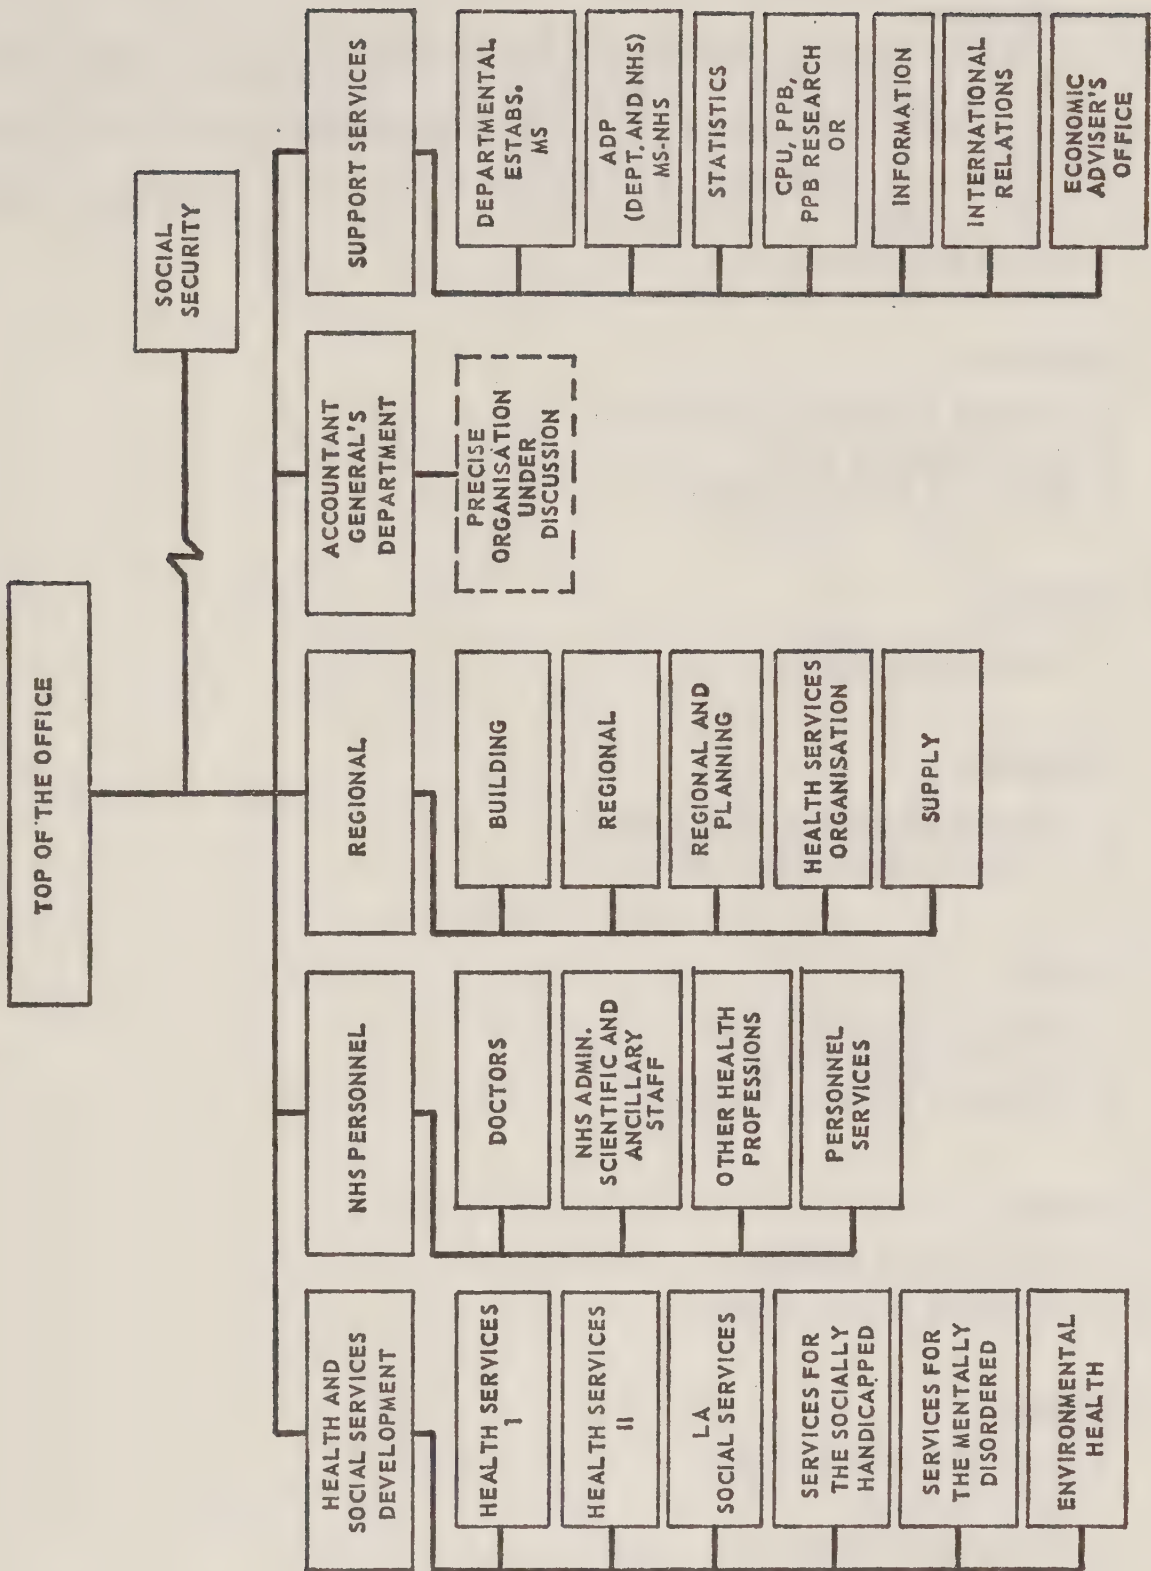 TOP OF THE OFFICE
SOCIAL
SECURITY
HEALTH AND
SOCIAL SERVICES
DEVELOPMENT
HEALTH SERVICES
I
HEALTH SERVICES
II
LA
SOCIAL SERVICES
SERVICES FOR
THE SOCIALLY
HANDICAPPED
SERVICES FOR
THE MENTALLY
DISORDERED
ENVIRONMENTAL
HEALTH
NHS PERSONNEL
DOCTORS
NHS ADMIN.
SCIENTIFIC AND
ANCILLARY
STAFF
OTHER HEALTH
PROFESSIONS
PERSONNEL
SERVICES
REGIONAL
BUILDING
REGIONAL
REGIONAL AND
PLANNING
HEALTH SERVICES
ORGANISATION
SUPPLY
ACCOUNTANT
GENERAL'S
DEPARTMENT
PRECISE
ORGANISATION
UNDER
DISCUSSION
SUPPORT SERVICES
DEPARTMENTAL
ESTABS.
MS
ADP
(DEPT. AND NHS)
MS-NHS
STATISTICS
CPU, PPB,
PPB RESEARCH
OR
INFORMATION
INTERNATIONAL
RELATIONS
ECONOMIC
ADVISER'S
OFFICE